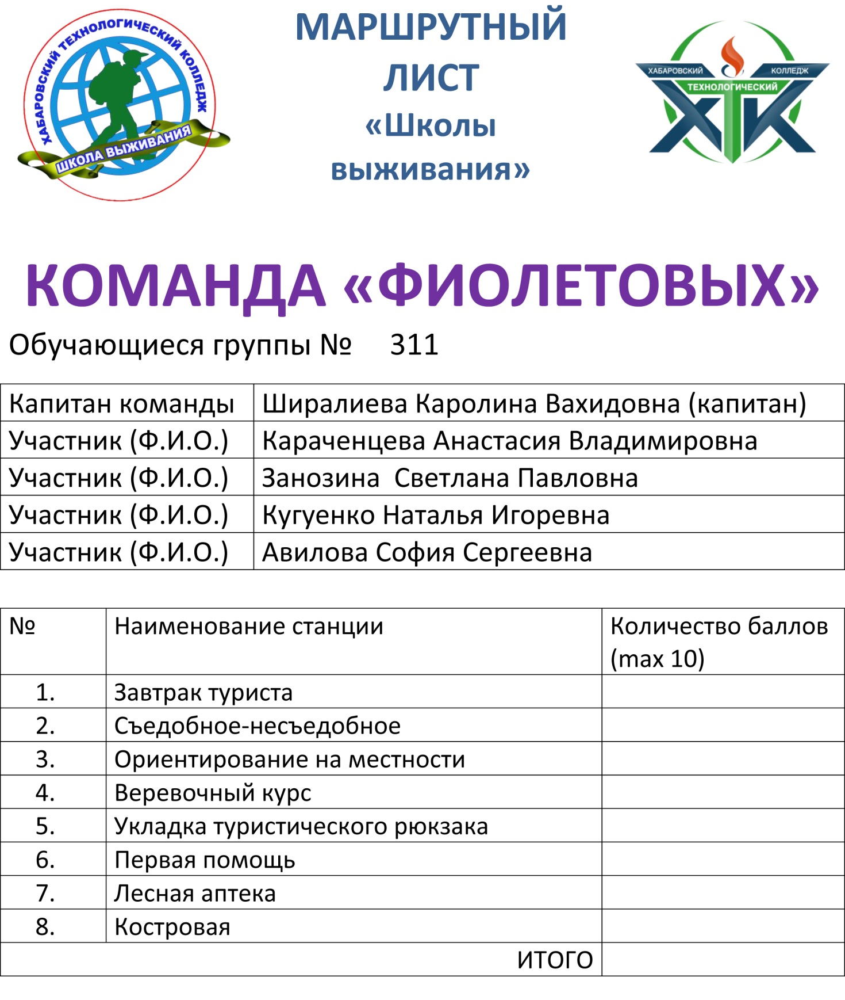 ХАБАРОВСКИЙ ТЕХНОЛОГИЧЕСКИЙ КОЛЛЕДЖ
ШКОЛА ВЫЖИВАНИЯ
МАРШРУТНЫЙ
ЛИСТ
«Школы
выживания»
ХАБАРОВСКИЙ КОЛЛЕДЖ
ТЕХНОЛОГИЧЕСКИЙ
ХТК
КОМАНДА «ФИОЛЕТОВЫХ»
Обучающиеся группы № 311
Капитан команды Ширалиева Каролина Вахидовна (капитан)
Участник (Ф.И.О.) Караченцева Анастасия Владимировна
Участник (Ф.И.О.) Занозина Светлана Павловна
Участник (Ф.И.О.) Кугуенко Наталья Игоревна
Участник (Ф.И.О.) Авилова София Сергеевна
№ Наименование станции Количество баллов
(max 10)
1. Завтрак туриста
2. Съедобное-несъедобное
3. Ориентирование на местности
4. Веревочный курс
5. Укладка туристического рюкзака
6. Первая помощь
7. Лесная аптека
8. Костровая
ИТОГО